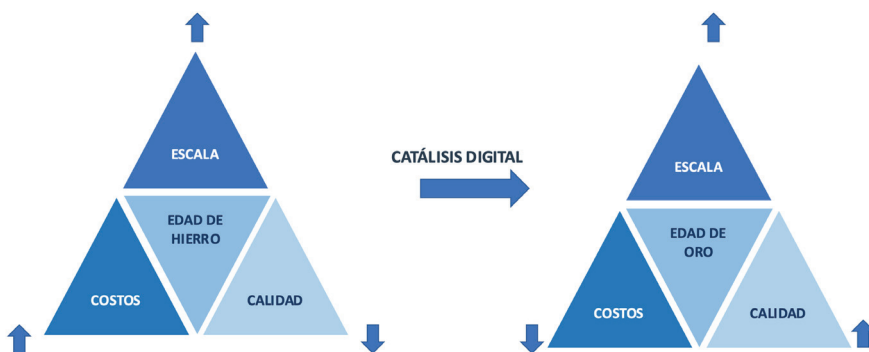 ESCALA
EDAD DE
HIERRO
COSTOS
CALIDAD
CATÁLISIS DIGITAL
ESCALA
EDAD DE
ORO
COSTOS
CALIDAD